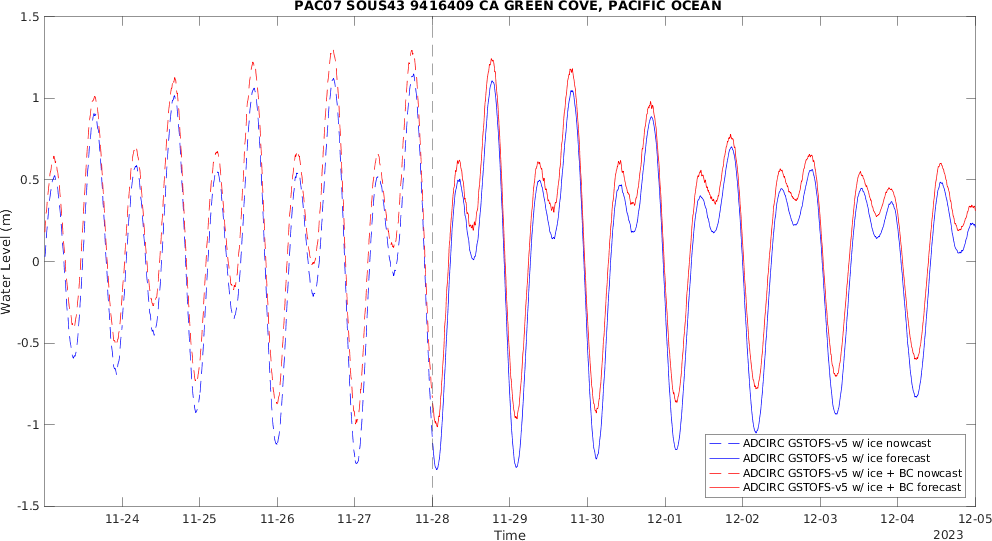 PAC07 SOUS43 9416409 CA GREEN COVE, PACIFIC OCEAN
1.5
1
0.5
0
-0.5
-1
-1.5
Water Level (m)
11-24 11-25 11-26 11-27 11-28 11-29 11-30 12-01 12-02 12-03 12-04 12-05
Time
2023
ADCIRC GSTOFS-v5 w/ ice nowcast
ADCIRC GSTOFS-v5 w/ ice forecast
ADCIRC GSTOFS-v5 w/ ice + BC nowcast
ADCIRC GSTOFS-v5 w/ ice + BC forecast